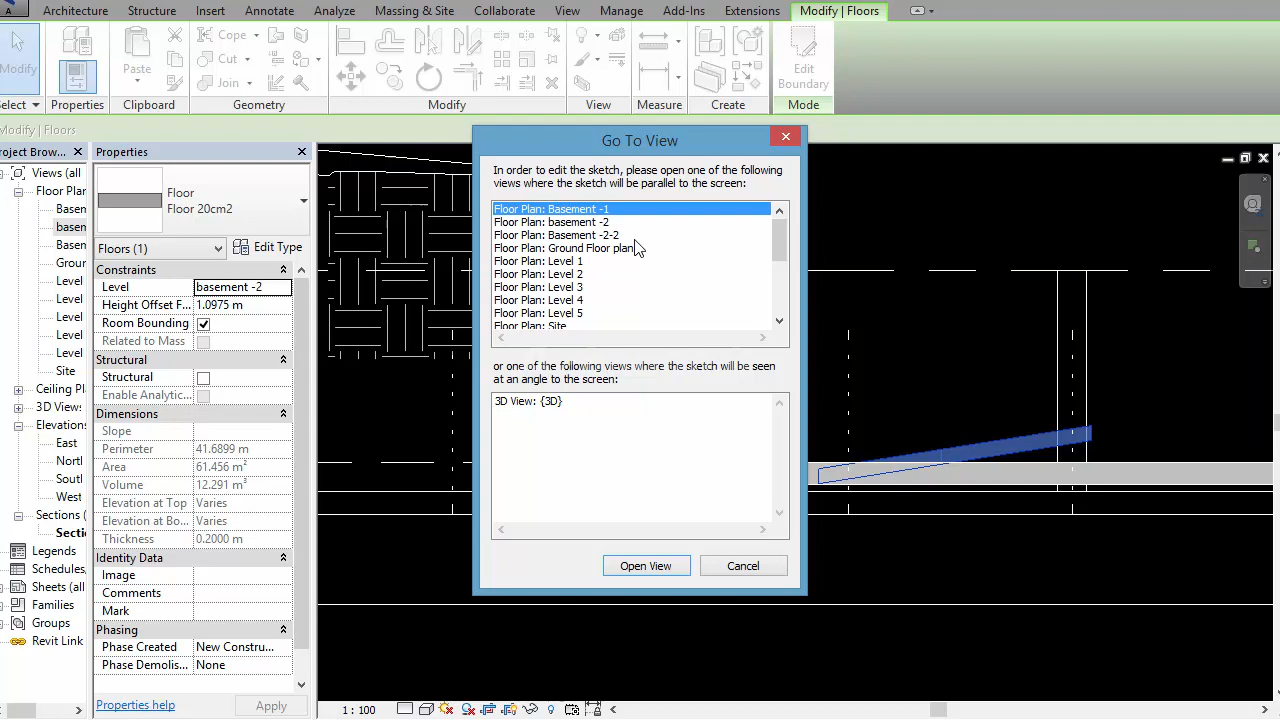 A Architecture Structure Insert Annotate Analyze Massing & Site Collaborate View Manage Add-Ins Extensions Modify | Floors
Modify
Paste
Cope
Cut
Join
Edit
Boundary
Select Properties Clipboard Geometry Modify View Measure Create Mode
Modify | Floors
Project Brow...
Views (all
Floor Plan
Basen
basem
Basen
Groun
Level
Level
Level
Level
Level
Site
Ceiling Pl
3D Views
Elevations
East
North
South
West
Sections (
Sectio
Legends
Schedules,
Sheets (all
Families
Groups
Revit Link
Properties
Floor
Floor 20cm2
Floors (1) Edit Type
Constraints
Level basement -2
Height Offset F... 1.0975 m
Room Bounding
Related to Mass
Structural
Structural
Enable Analytic...
Dimensions
Slope
Perimeter 41.6899 m
Area 61.456 m²
Volume 12.291 m³
Elevation at Top Varies
Elevation at Bo... Varies
Thickness 0.2000 m
Identity Data
Image
Comments
Mark
Phasing
Phase Created New Constru...
Phase Demolis... None
Properties help Apply
Go To View
In order to edit the sketch, please open one of the following
views where the sketch will be parallel to the screen:
Floor Plan: Basement -1
Floor Plan: basement -2
Floor Plan: Basement -2-2
Floor Plan: Ground Floor plan
Floor Plan: Level 1
Floor Plan: Level 2
Floor Plan: Level 3
Floor Plan: Level 4
Floor Plan: Level 5
Floor Plan: Site
or one of the following views where the sketch will be seen
at an angle to the screen:
3D View: {3D}
Open View Cancel
1 : 100